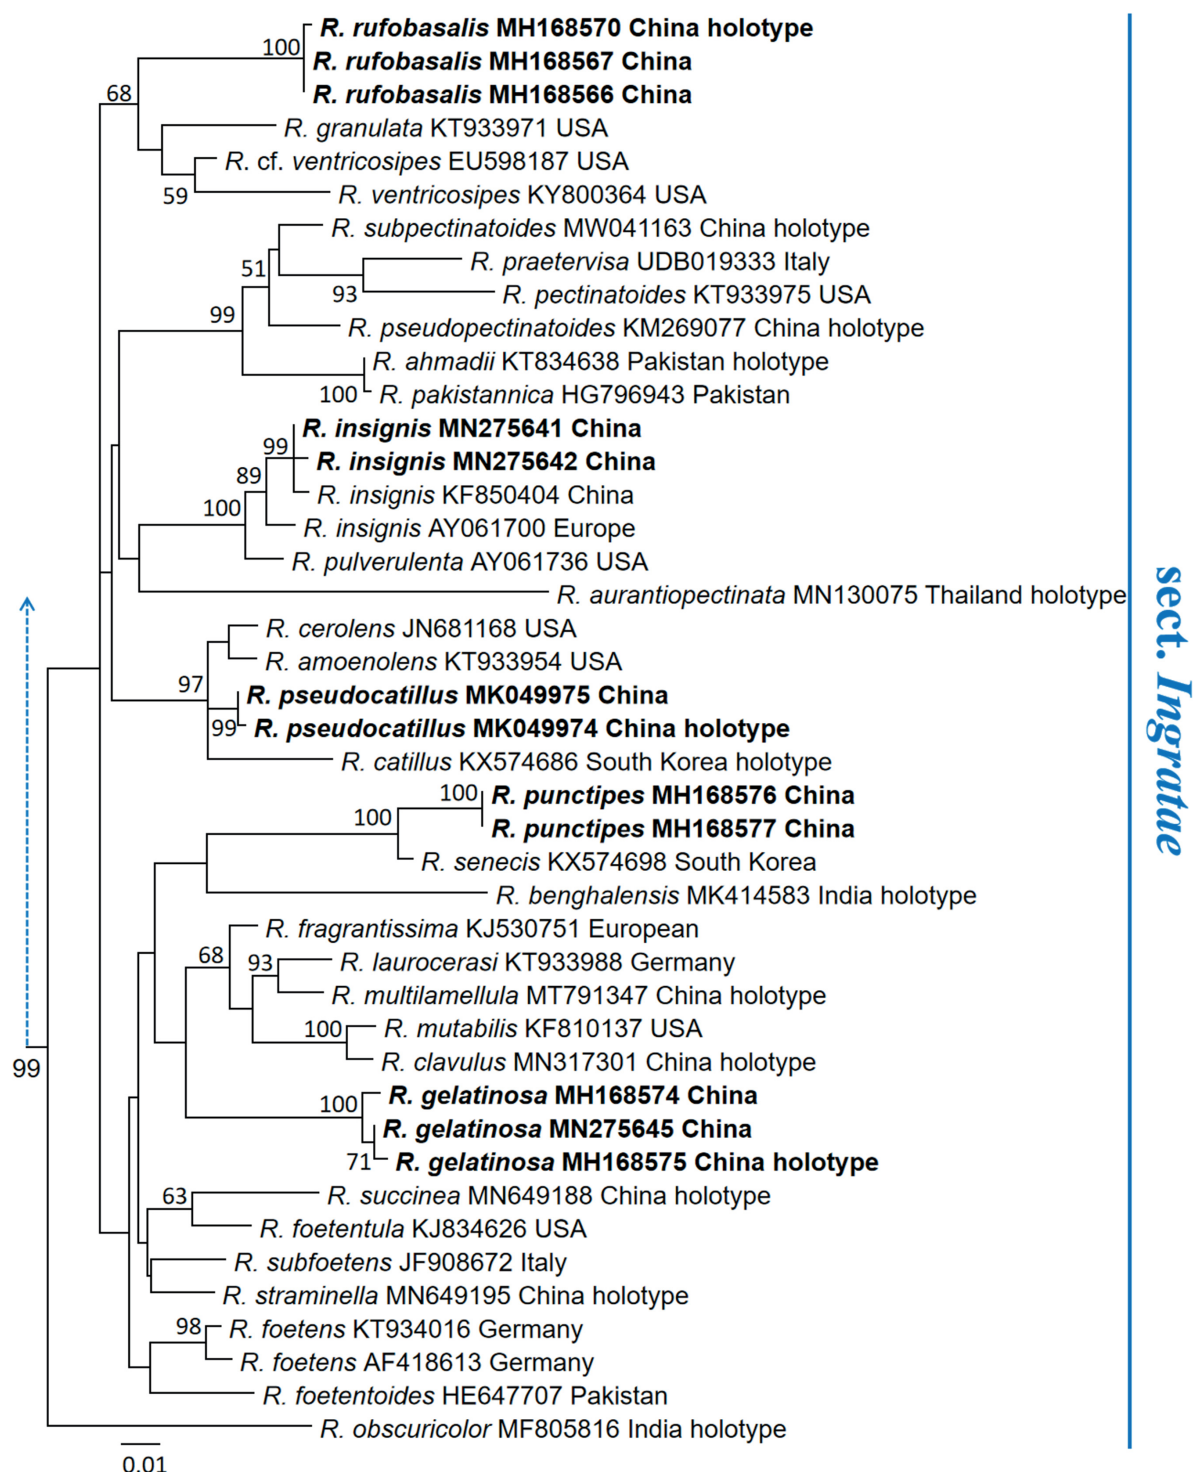 R. rufobasalis MH168570 China holotype
100
R. rufobasalis MH168567 China
68
R. rufobasalis MH168566 China
R. granulata KT933971 USA
R. cf. ventricosipes EU598187 USA
59
R. ventricosipes KY800364 USA
R. subpectinatoides MW041163 China holotype
51
R. praetervisa UDB019333 Italy
93
R. pectinatoides KT933975 USA
99
R. pseudopectinatoides KM269077 China holotype
R. ahmadii KT834638 Pakistan holotype
100
R. pakistannica HG796943 Pakistan
R. insignis MN275641 China
99
R. insignis MN275642 China
89
R. insignis KF850404 China
100
R. insignis AY061700 Europe
R. pulverulenta AY061736 USA
R. aurantiopectinata MN130075 Thailand holotype
R. cerolens JN681168 USA
R. amoenolens KT933954 USA
97
R. pseudocatillus MK049975 China
99
R. pseudocatillus MK049974 China holotype
R. catillus KX574686 South Korea holotype
100
R. punctipes MH168576 China
100
R. punctipes MH168577 China
R. senecis KX574698 South Korea
R. benghalensis MK414583 India holotype
R. fragrantissima KJ530751 European
68
93
R. laurocerasi KT933988 Germany
R. multilamellula MT791347 China holotype
100
R. mutabilis KF810137 USA
R. clavulus MN317301 China holotype
99
100
R. gelatinosa MH168574 China
R. gelatinosa MN275645 China
71
R. gelatinosa MH168575 China holotype
63
R. succinea MN649188 China holotype
R. foetentula KJ834626 USA
R. subfoetens JF908672 Italy
R. straminella MN649195 China holotype
98
R. foetens KT934016 Germany
R. foetens AF418613 Germany
R. foetentoides HE647707 Pakistan
R. obscuricolor MF805816 India holotype
0.01
sect. Ingratae